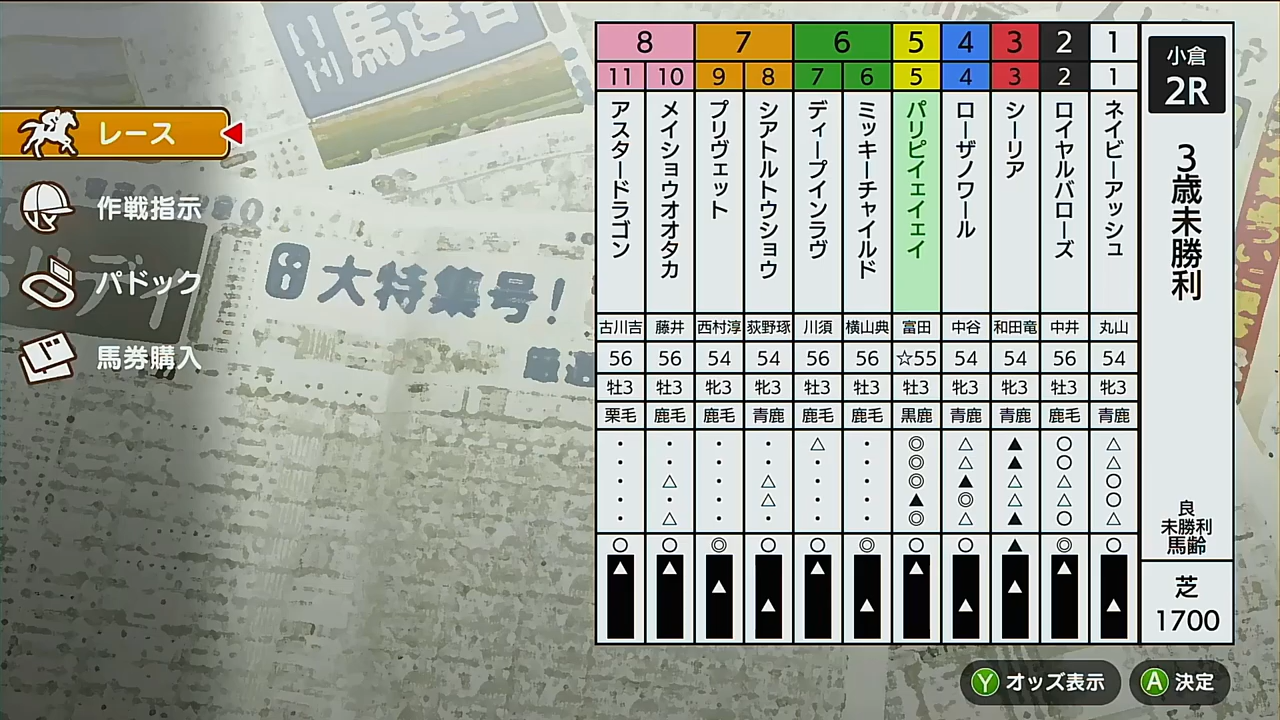 日刊
馬連合
大特集号！
レース
作戦指示
パドック
馬券購入
小倉
2R
3歳未勝利
良
未勝利
馬齢
芝
1700
8 7 6 5 4 3 2 1
11 10 9 8 7 6 5 4 3 2 1
アスタードラゴン
メイショウオオタカ
プリヴェット
シアトルトウショウ
ディープインラヴ
ミッキーチャイルド
パリピイェイイェイ
ローザノワール
シーリア
ロイヤルバローズ
ネイビーアッシュ
古川吉 藤井 西村淳 荻野琢 川須 横山典 富田 中谷 和田竜 中井 丸山
56 56 54 54 56 56 ☆55 54 54 56 54
牡3 牡3 牝3 牝3 牡3 牡3 牡3 牝3 牝3 牡3 牝3
栗毛 鹿毛 鹿毛 青鹿 鹿毛 鹿毛 黒鹿 青鹿 青鹿 鹿毛 青鹿
・ ・ ・ ・ △ ・ ◎ △ ▲ ○ △
・ ・ ・ ・ ・ ・ ◎ △ ▲ ○ △
・ △ ・ △ ・ ・ ◎ ▲ △ △ ○
・ ・ ・ △ ・ ・ ▲ ◎ △ △ ○
・ △ ・ ・ ・ ・ ◎ △ ▲ ○ △
○ ○ ◎ ○ ○ ◎ ○ ○ ▲ ◎ ○
Y オッズ表示
A 決定